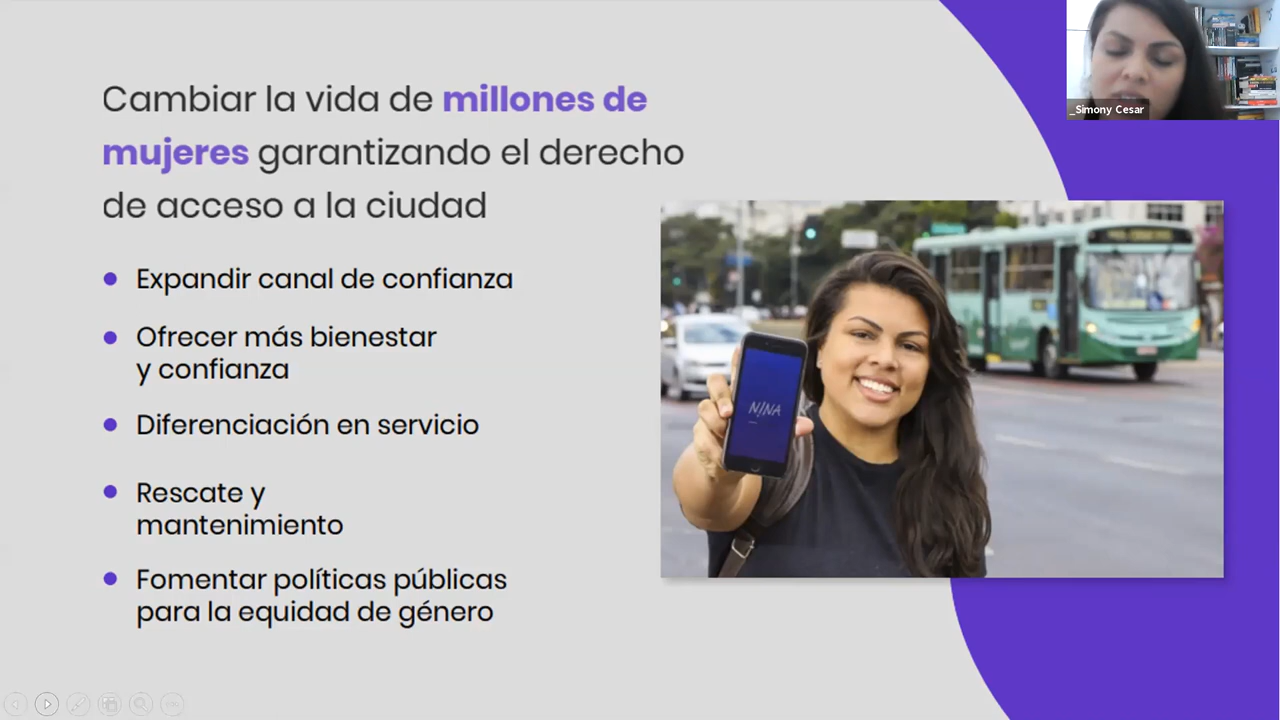 Cambiar la vida de millones de
mujeres garantizando el derecho
de acceso a la ciudad
Expandir canal de confianza
Ofrecer más bienestar
y confianza
Diferenciación en servicio
Rescate y
mantenimiento
Fomentar políticas públicas
para la equidad de género
NINA
_Simony Cesar